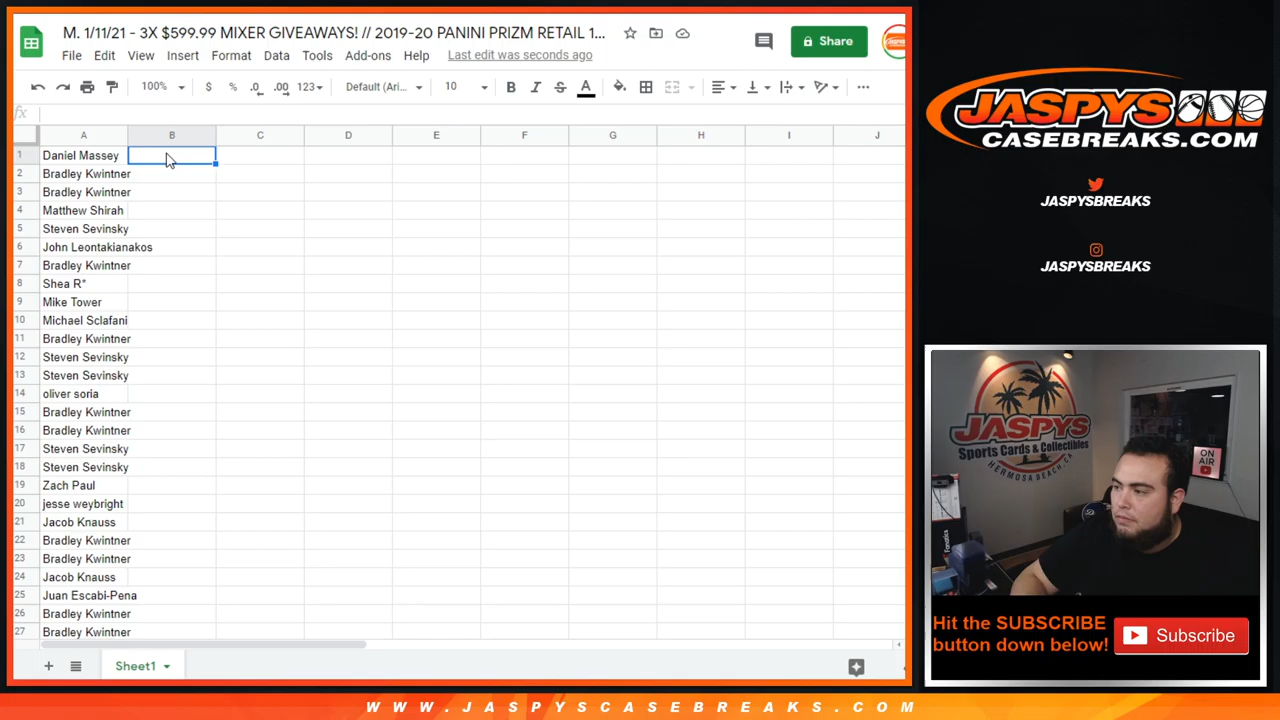 M. 1/11/21 - 3X $599.99 MIXER GIVEAWAYS! // 2019-20 PANINI PRIZM RETAIL 1...
Share
File Edit View Insert Format Data Tools Add-ons Help Last edit was seconds ago
100% $ % .0 .00 123 Default (Ari... 10 B I S A ...
fx
A B C D E F G H I J
1 Daniel Massey
2 Bradley Kwintner
3 Bradley Kwintner
4 Matthew Shirah
5 Steven Sevinsky
6 John Leontakianakos
7 Bradley Kwintner
8 Shea R*
9 Mike Tower
10 Michael Sclafani
11 Bradley Kwintner
12 Steven Sevinsky
13 Steven Sevinsky
14 oliver soria
15 Bradley Kwintner
16 Bradley Kwintner
17 Steven Sevinsky
18 Steven Sevinsky
19 Zach Paul
20 jesse weybright
21 Jacob Knauss
22 Bradley Kwintner
23 Bradley Kwintner
24 Jacob Knauss
25 Juan Escabi-Pena
26 Bradley Kwintner
27 Bradley Kwintner
Sheet1
JASPYS
CASEBREAKS.COM
JASPYSBREAKS
JASPYSBREAKS
JASPYS
Sports Cards & Collectibles
HERMOSA BEACH, CA
ON AIR
Fanatics
Hit the SUBSCRIBE
button down below!
Subscribe
WWW.JASPYSCASEBREAKS.COM